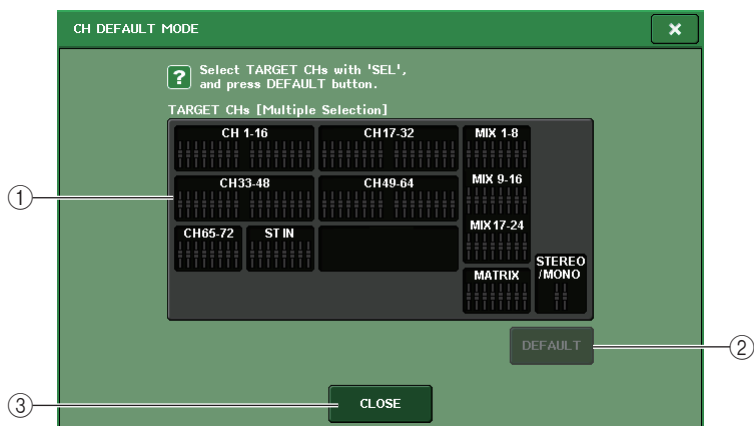 CH DEFAULT MODE
×
? Select TARGET CHs with 'SEL',
and press DEFAULT button.
TARGET CHs [Multiple Selection]
CH 1-16
CH17-32
MIX 1-8
CH33-48
CH49-64
MIX 9-16
①
CH65-72
ST IN
MIX17-24
STEREO
/MONO
MATRIX
DEFAULT
②
③
CLOSE